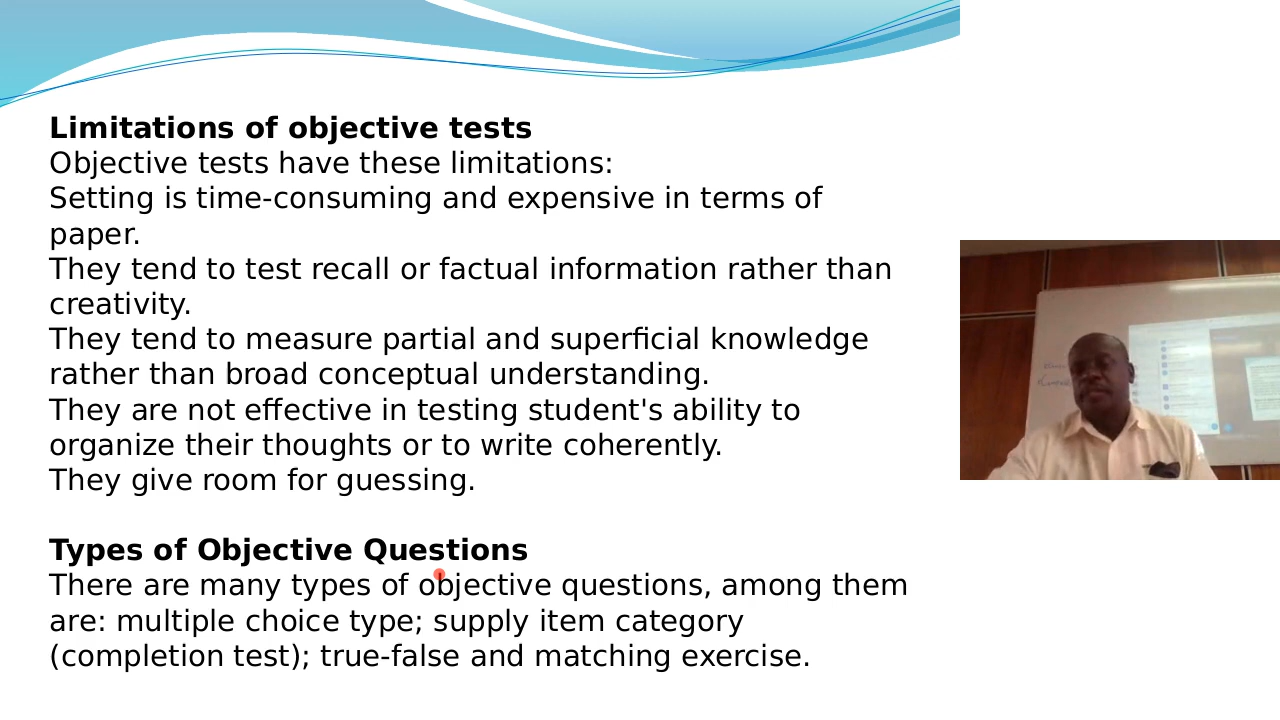 Limitations of objective tests
Objective tests have these limitations:
Setting is time-consuming and expensive in terms of
paper.
They tend to test recall or factual information rather than
creativity.
They tend to measure partial and superficial knowledge
rather than broad conceptual understanding.
They are not effective in testing student's ability to
organize their thoughts or to write coherently.
They give room for guessing.
Types of Objective Questions
There are many types of objective questions, among them
are: multiple choice type; supply item category
(completion test); true-false and matching exercise.